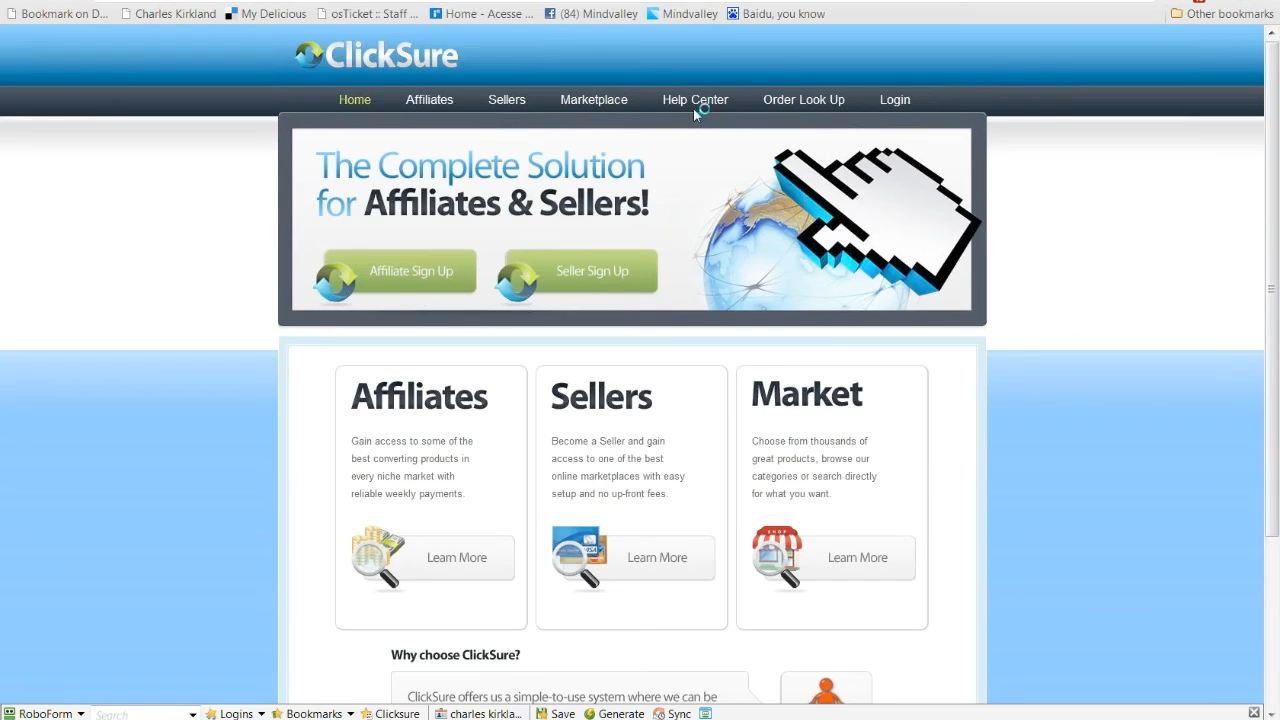 Bookmark on D...
Charles Kirkland
My Delicious
osTicket :: Staff ...
Home - Acesse ...
(84) Mindvalley
Mindvalley
Baidu, you know
Other bookmarks
ClickSure
Home
Affiliates
Sellers
Marketplace
Help Center
Order Look Up
Login
The Complete Solution
for Affiliates & Sellers!
Affiliate Sign Up
Seller Sign Up
Affiliates
Gain access to some of the
best converting products in
every niche market with
reliable weekly payments.
Learn More
Sellers
Become a Seller and gain
access to one of the best
online marketplaces with easy
setup and no up-front fees.
VISA
Learn More
Market
Choose from thousands of
great products, browse our
categories or search directly
for what you want.
SHOP
Learn More
Why choose ClickSure?
ClickSure offers us a simple-to-use system where we can be
RoboForm
Search
Logins
Bookmarks
Clicksure
charles kirkla...
Save
Generate
Sync